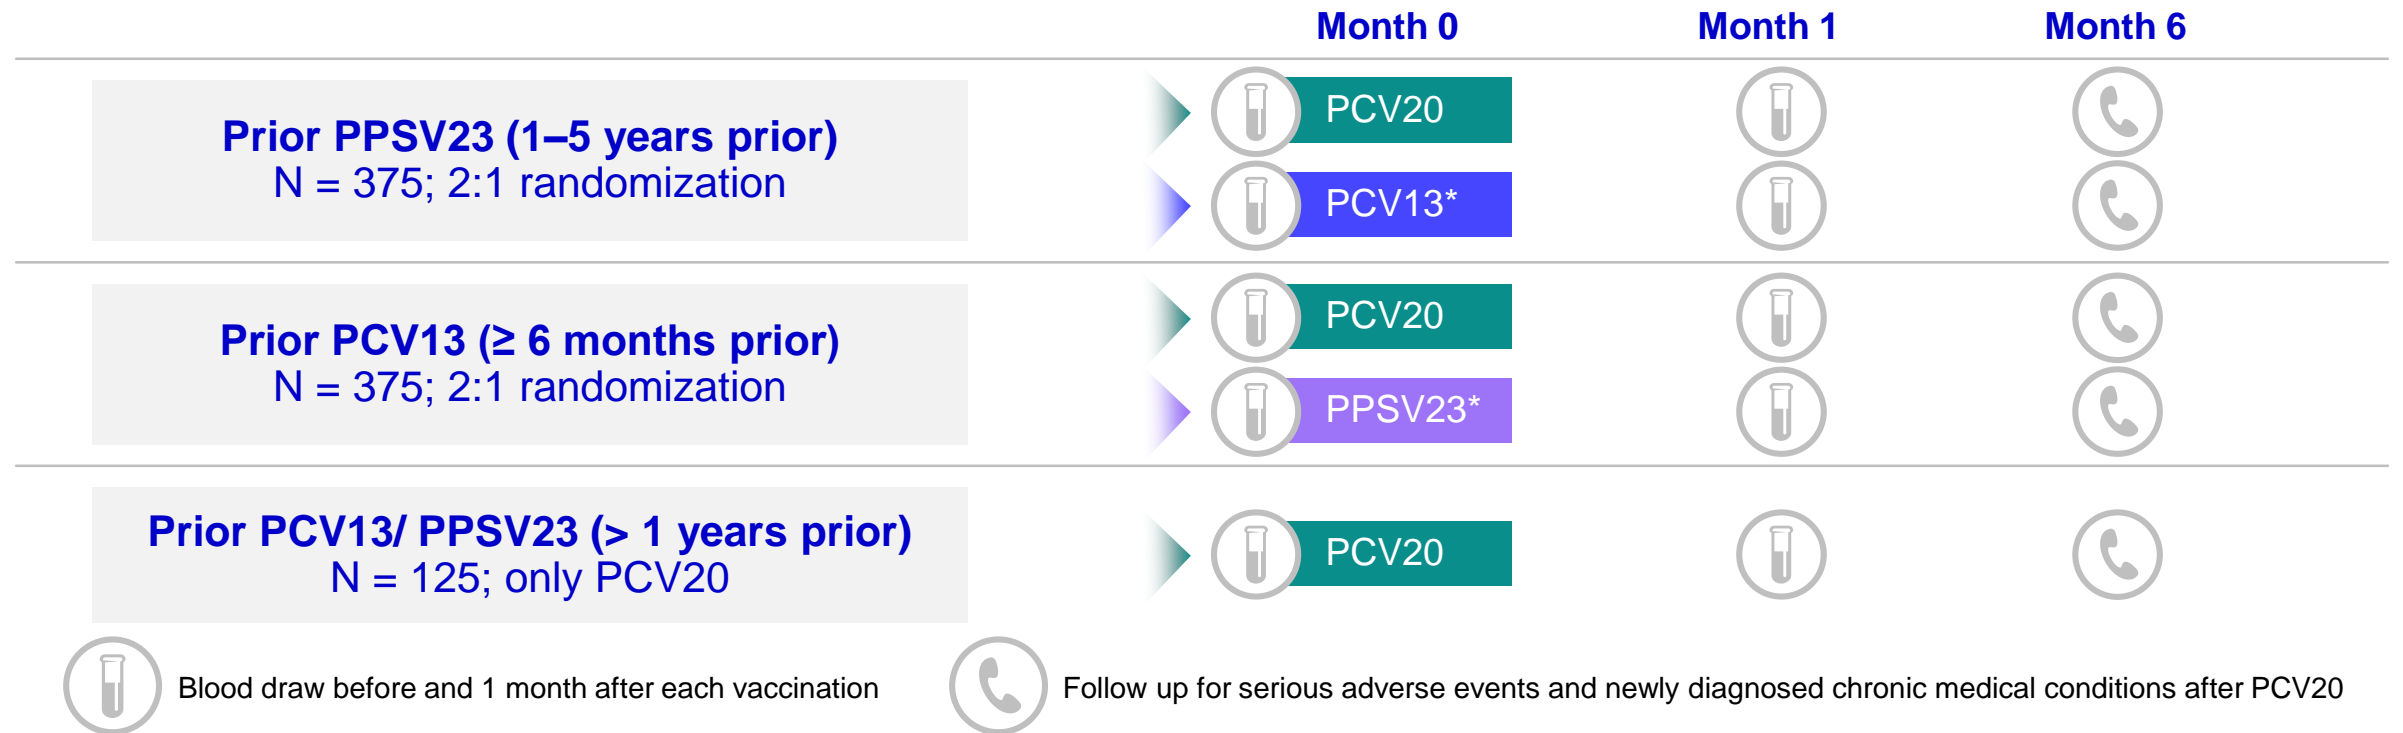 Month 0 Month 1 Month 6
Prior PPSV23 (1–5 years prior)
N = 375; 2:1 randomization
PCV20
PCV13*
Prior PCV13 (≥ 6 months prior)
N = 375; 2:1 randomization
PCV20
PPSV23*
Prior PCV13/ PPSV23 (> 1 years prior)
N = 125; only PCV20
PCV20
Blood draw before and 1 month after each vaccination
Follow up for serious adverse events and newly diagnosed chronic medical conditions after PCV20